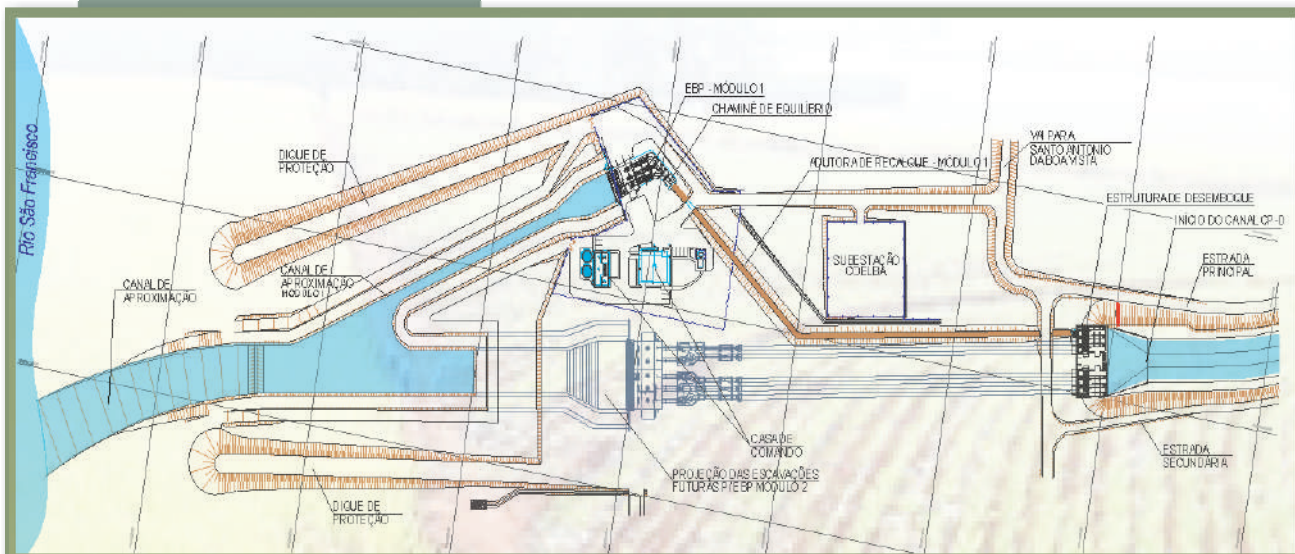 Rio São Francisco
EBP - MÓDULO 1
CHAMINÉ DE EQUILÍBRIO
DIQUE DE
PROTEÇÃO
ADUTORA DE RECALQUE - MÓDULO 1
VAI PARA
SANTO ANTONIO
DA BOA VISTA
ESTRUTURA DE DESEMBOQUE
INÍCIO DO CANAL CP-0
ESTRADA
PRINCIPAL
SUBESTAÇÃO
COELBA
CANAL DE
APROXIMAÇÃO
CANAL DE
APROXIMAÇÃO
MÓDULO 1
CASA DE
COMANDO
PROJEÇÃO DAS ESCAVAÇÕES
FUTURAS P/ EBP MÓDULO 2
ESTRADA
SECUNDÁRIA
DIQUE DE
PROTEÇÃO